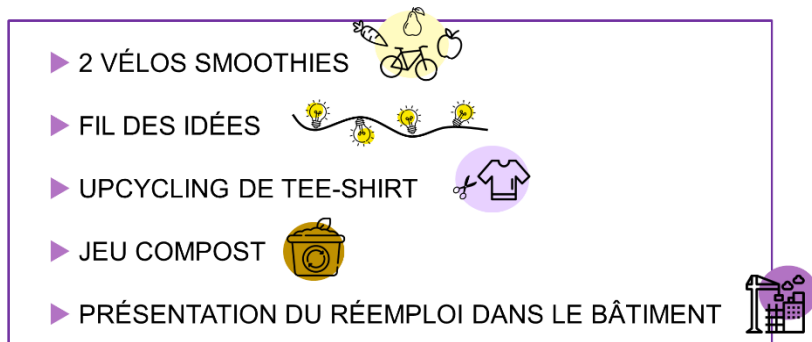 2 VÉLOS SMOOTHIES
FIL DES IDÉES
UPCYCLING DE TEE-SHIRT
JEU COMPOST
PRÉSENTATION DU RÉEMPLOI DANS LE BÂTIMENT